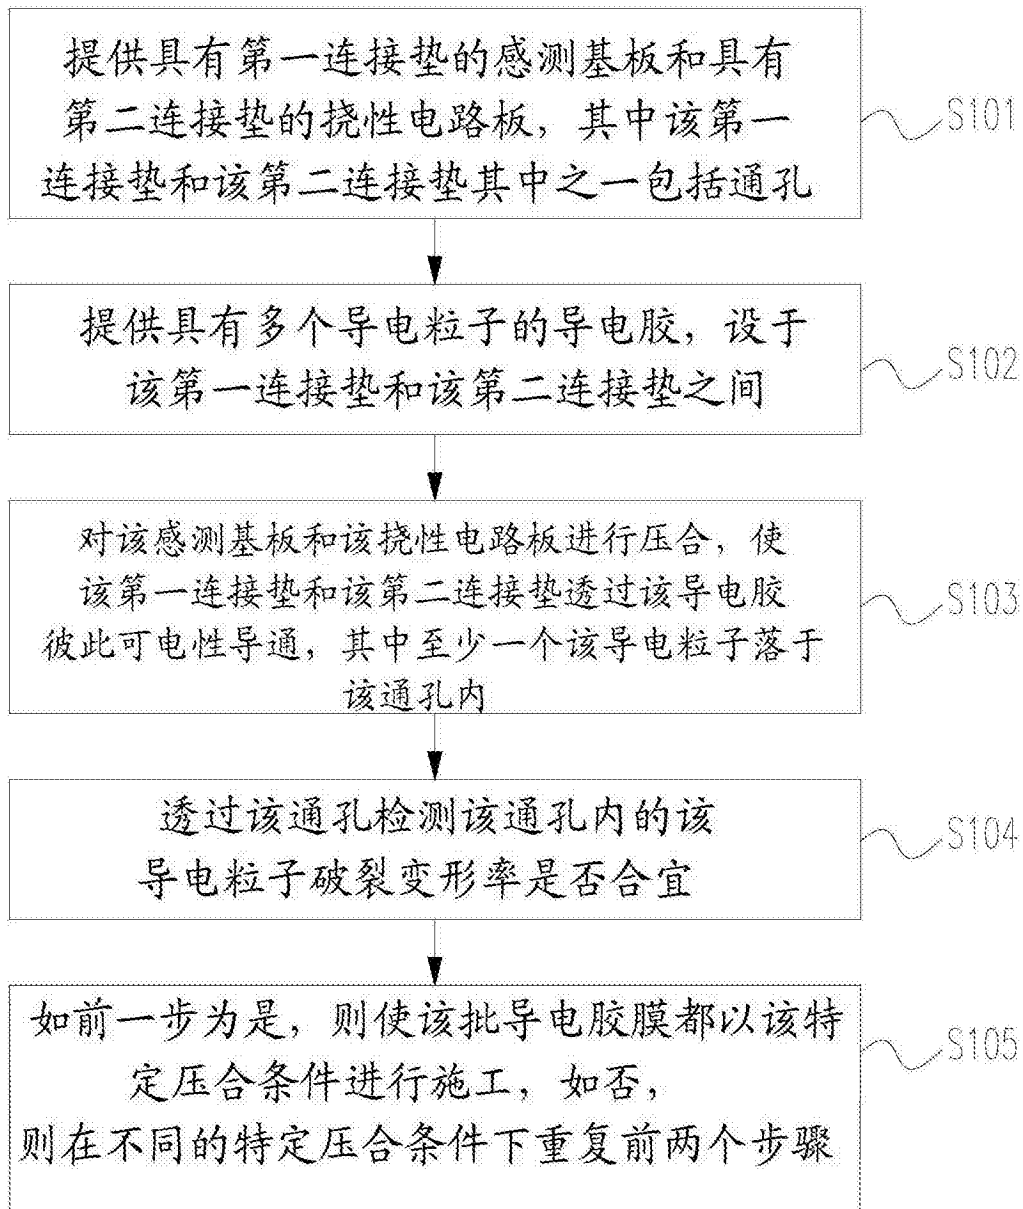 提供具有第一连接垫的感测基板和具有
第二连接垫的挠性电路板，其中该第一
连接垫和该第二连接垫其中之一包括通孔
S101
提供具有多个导电粒子的导电胶，设于
该第一连接垫和该第二连接垫之间
S102
对该感测基板和该挠性电路板进行压合，使
该第一连接垫和该第二连接垫透过该导电胶
彼此可电性导通，其中至少一个该导电粒子落于
该通孔内
S103
透过该通孔检测该通孔内的该
导电粒子破裂变形率是否合宜
S104
如前一步为是，则使该批导电胶膜都以该特
定压合条件进行施工，如否，
则在不同的特定压合条件下重复前两个步骤
S105